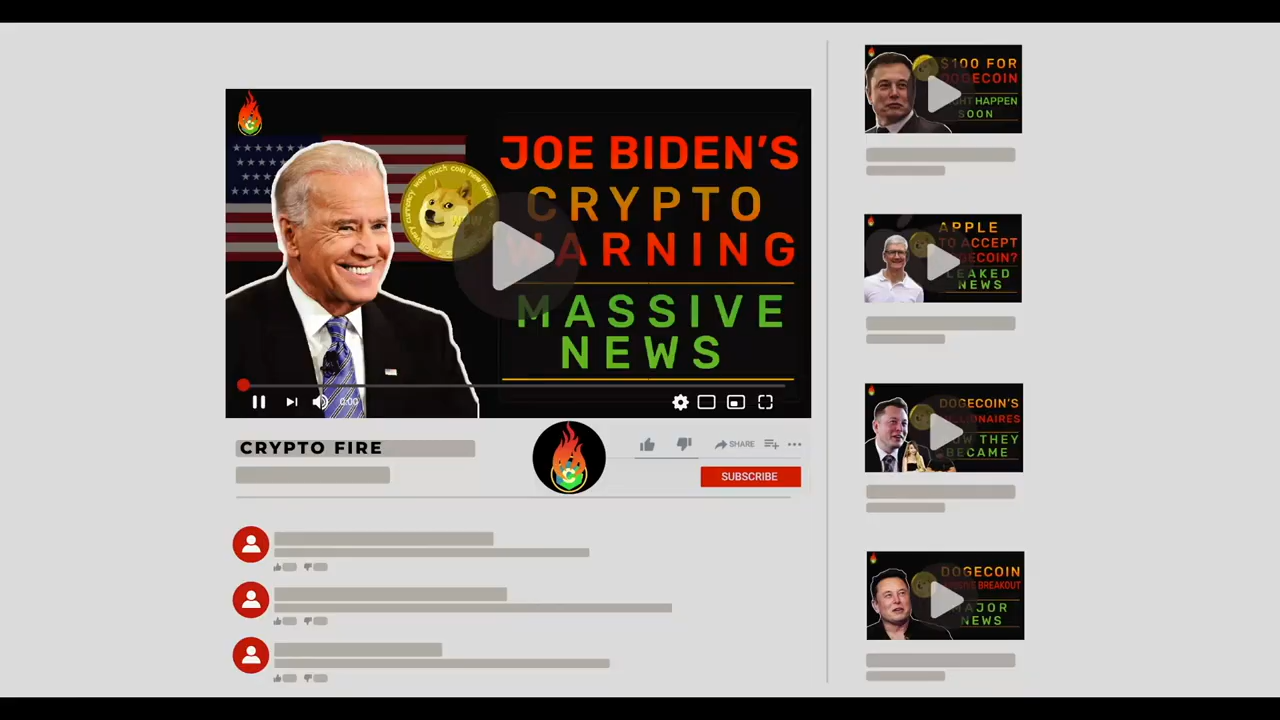 JOE BIDEN'S
CRYPTO
WARNING
MASSIVE
NEWS
0:00
CRYPTO FIRE
SHARE
SUBSCRIBE
$100 FOR
DOGECOIN
HAPPEN
SOON
APPLE
TO ACCEPT
LEAKED
NEWS
DOGECOIN'S
THEY
BECAME
DOGECOIN
BREAKOUT
MAJOR
NEWS